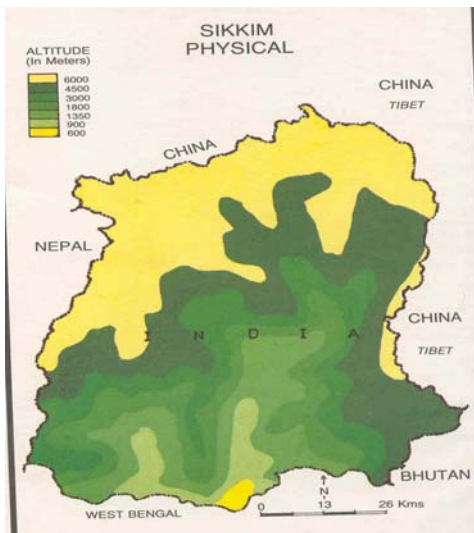 SIKKIM
PHYSICAL
ALTITUDE
(In Meters)
6000
4500
3000
1800
1350
900
600
CHINA
TIBET
CHINA
NEPAL
INDIA
CHINA
TIBET
BHUTAN
WEST BENGAL
N
0 13 26 Kms